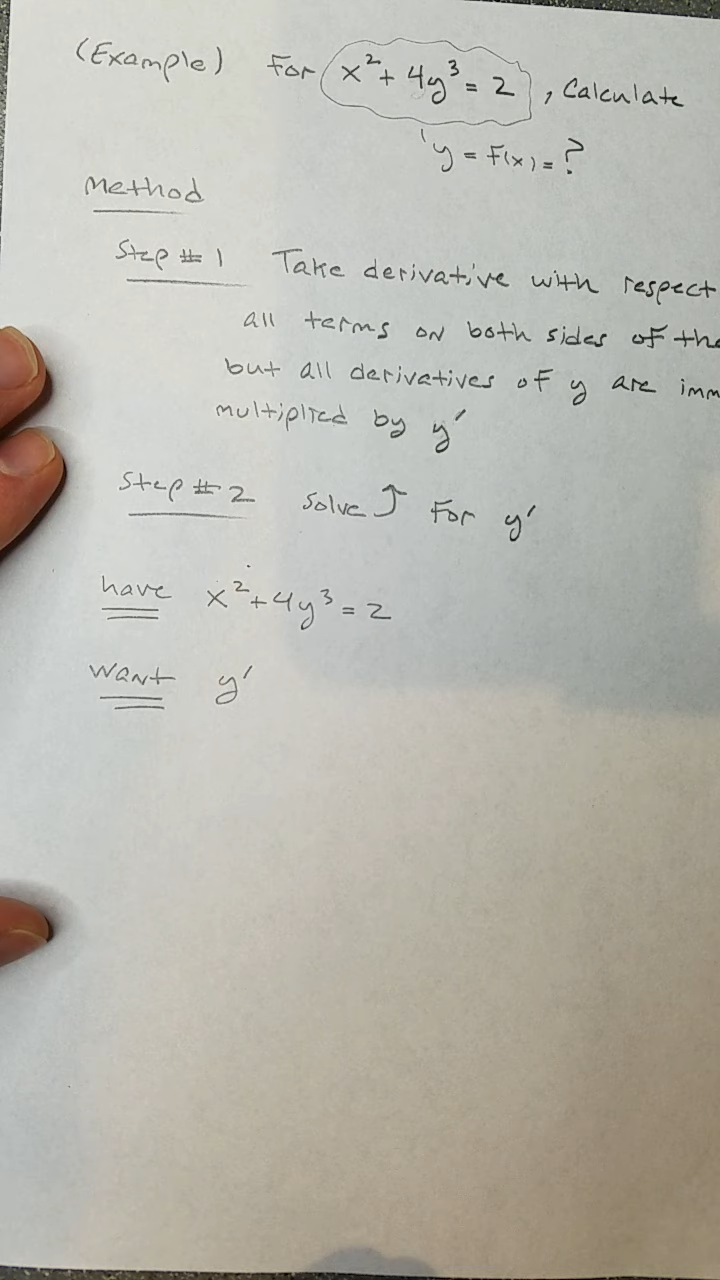 (Example) For x²+ 4y³ = 2 , Calculate
y = F(x) = ?
Method
Step # 1 Take derivative with respect
all terms on both sides of the
but all derivatives of y are imm
multiplied by y'
Step # 2 Solve ⤴ For y'
have x²+4y³ = 2
Want y'